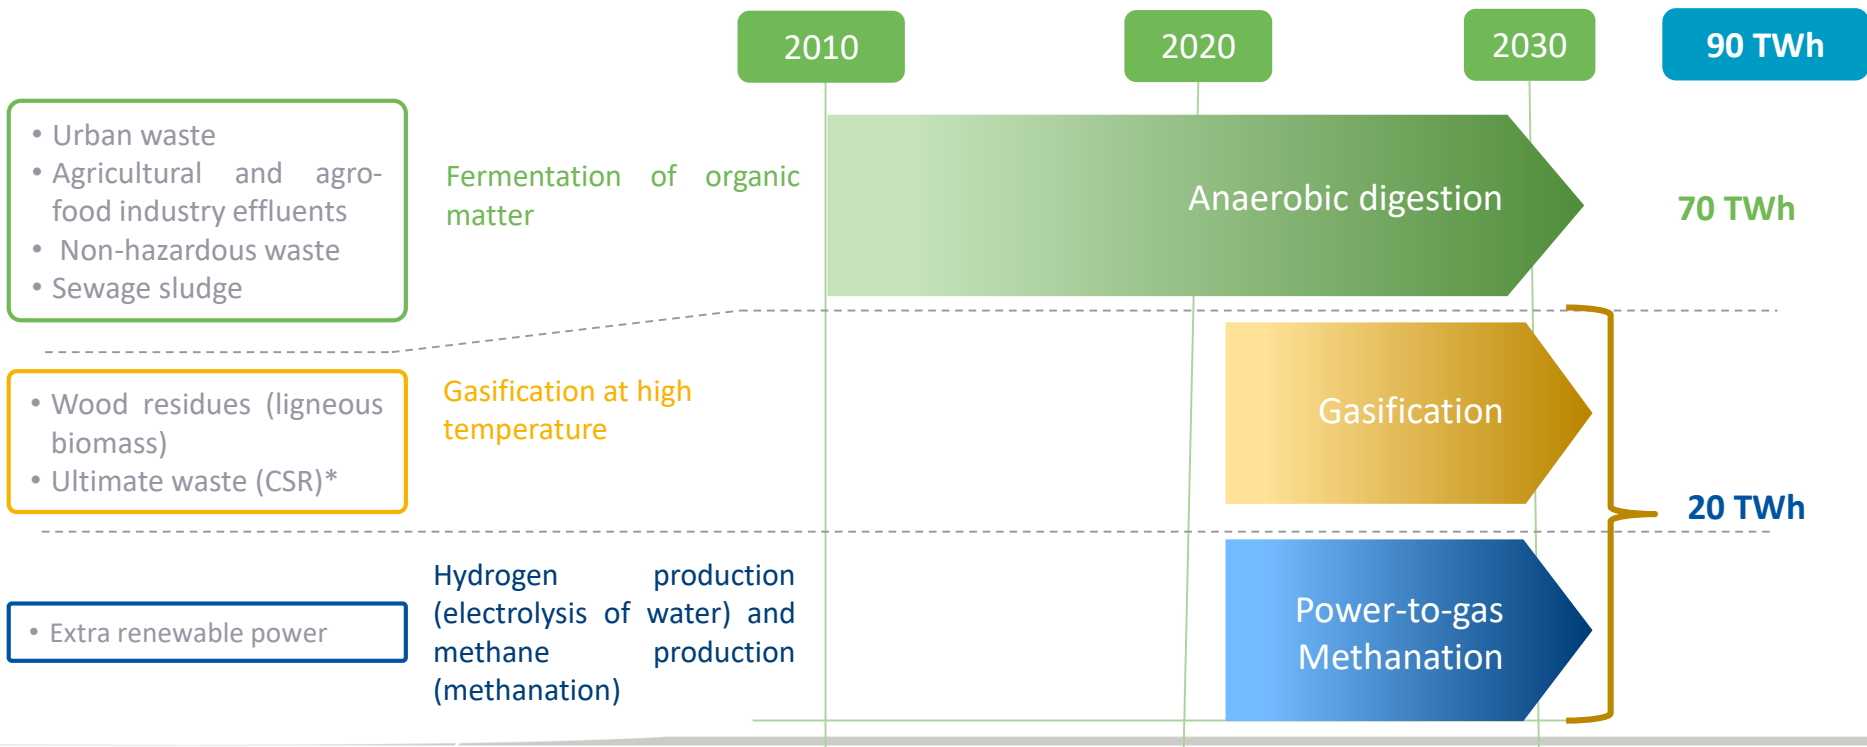 2010
2020
2030
90 TWh
• Urban waste
• Agricultural and agro-
food industry effluents
• Non-hazardous waste
• Sewage sludge
Fermentation of organic
matter
Anaerobic digestion
70 TWh
• Wood residues (ligneous
biomass)
• Ultimate waste (CSR)*
Gasification at high
temperature
Gasification
20 TWh
• Extra renewable power
Hydrogen production
(electrolysis of water) and
methane production
(methanation)
Power-to-gas
Methanation